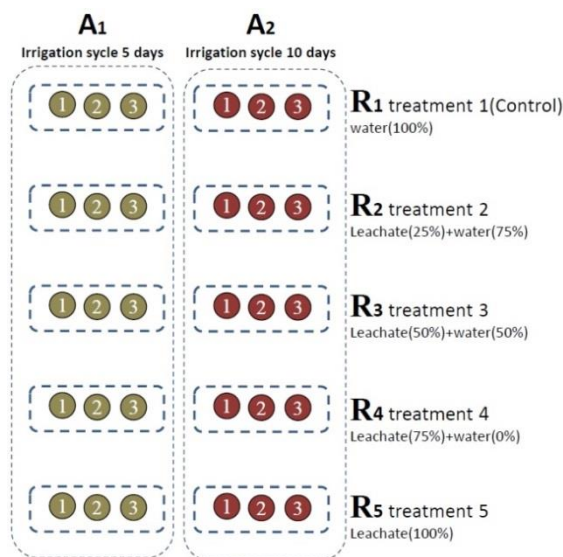 A1 A2
Irrigation sycle 5 days Irrigation sycle 10 days
1 2 3 1 2 3 R1 treatment 1(Control)
water(100%)
1 2 3 1 2 3 R2 treatment 2
Leachate(25%)+water(75%)
1 2 3 1 2 3 R3 treatment 3
Leachate(50%)+water(50%)
1 2 3 1 2 3 R4 treatment 4
Leachate(75%)+water(0%)
1 2 3 1 2 3 R5 treatment 5
Leachate(100%)